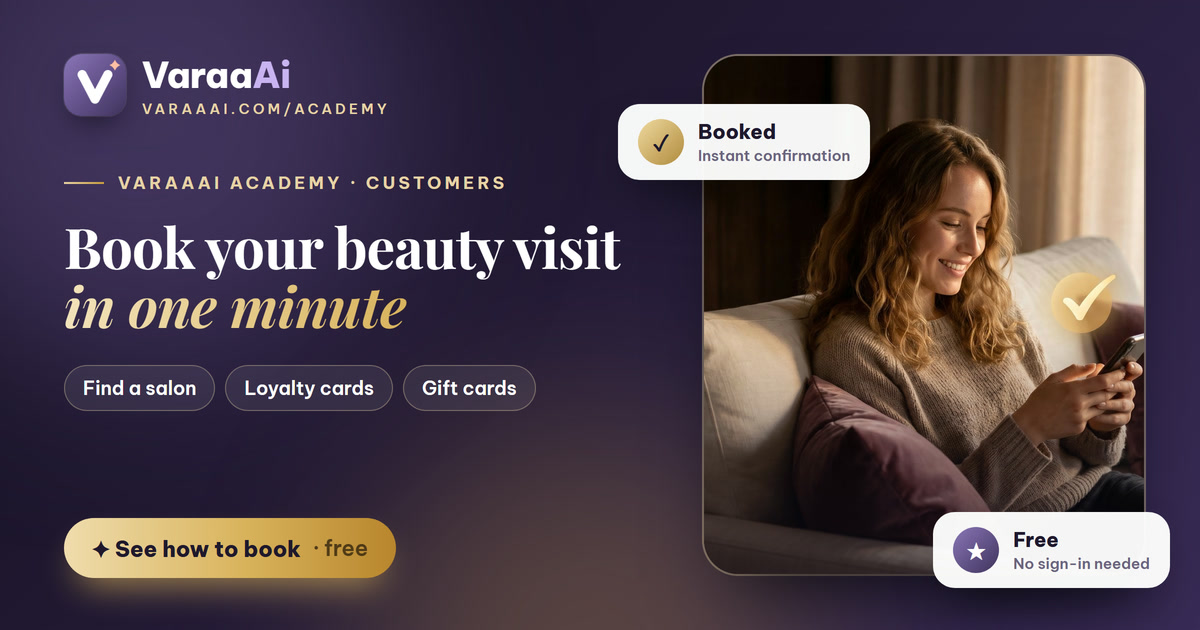 VaraaAi
VARAAAI.COM/ACADEMY
VARAAAI ACADEMY · CUSTOMERS
Book your beauty visit
in one minute
Find a salon
Loyalty cards
Gift cards
✦ See how to book · free
Booked
Instant confirmation
Free
No sign-in needed